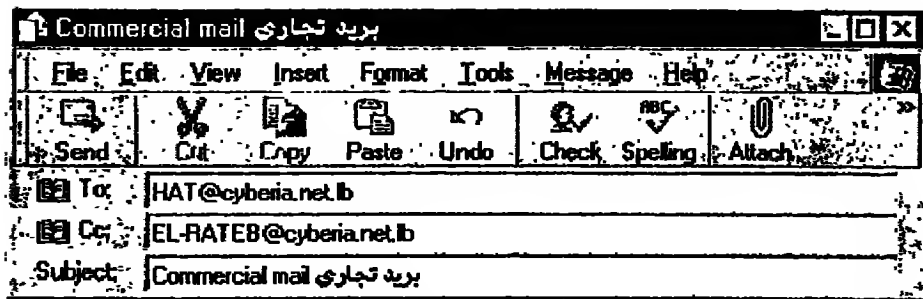 Commercial mail بريد تجاري
File Edit View Insert Format Tools Message Help
Send Cut Copy Paste Undo Check Spelling Attach »
To: HAT@cyberia.net.lb
Cc: EL-RATEB@cyberia.net.lb
Subject: Commercial mail بريد تجاري